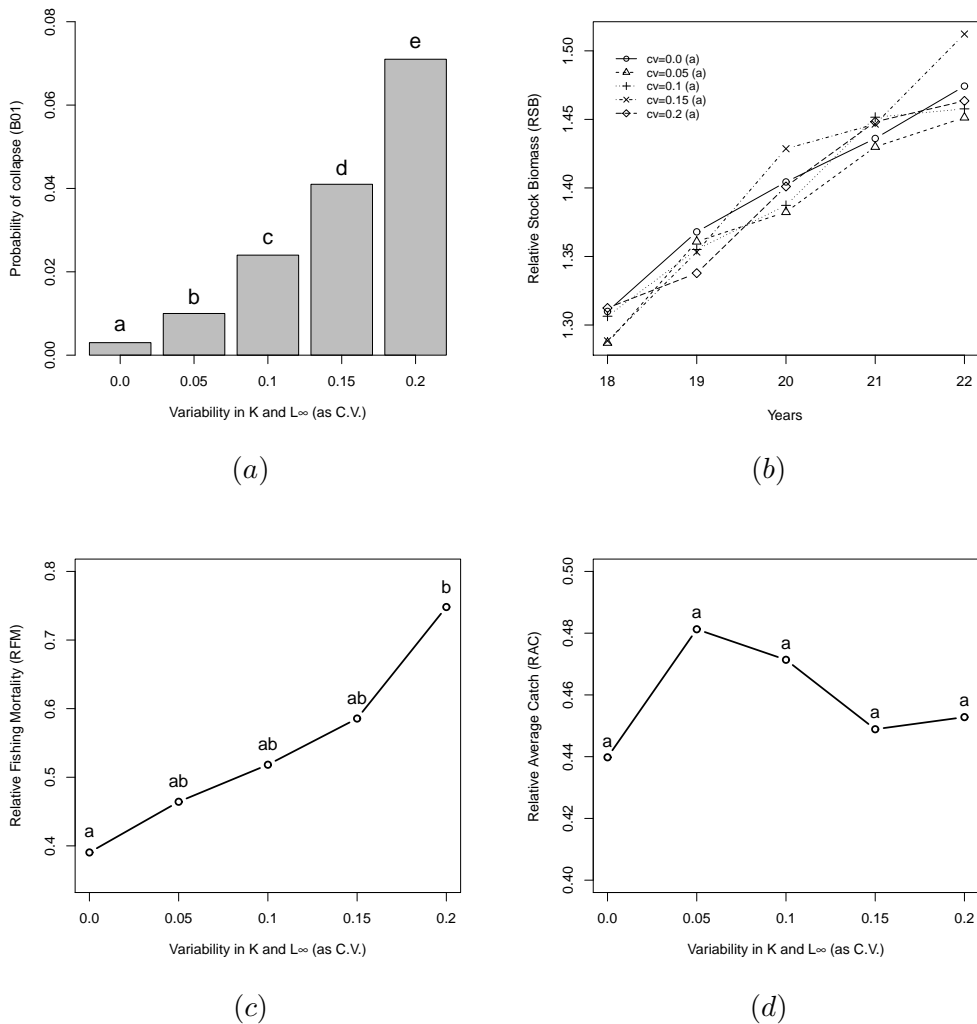 Probability of collapse (B01)
0.00 0.02 0.04 0.06 0.08
a
b
c
d
e
0.0 0.05 0.1 0.15 0.2
Variability in K and L∞ (as C.V.)
(a)
Relative Stock Biomass (RSB)
1.30 1.35 1.40 1.45 1.50
cv=0.0 (a)
cv=0.05 (a)
cv=0.1 (a)
cv=0.15 (a)
cv=0.2 (a)
18 19 20 21 22
Years
(b)
Relative Fishing Mortality (RFM)
0.4 0.5 0.6 0.7 0.8
a
ab
ab
ab
b
0.0 0.05 0.1 0.15 0.2
Variability in K and L∞ (as C.V.)
(c)
Relative Average Catch (RAC)
0.40 0.42 0.44 0.46 0.48 0.50
a
a
a
a
a
0.0 0.05 0.1 0.15 0.2
Variability in K and L∞ (as C.V.)
(d)